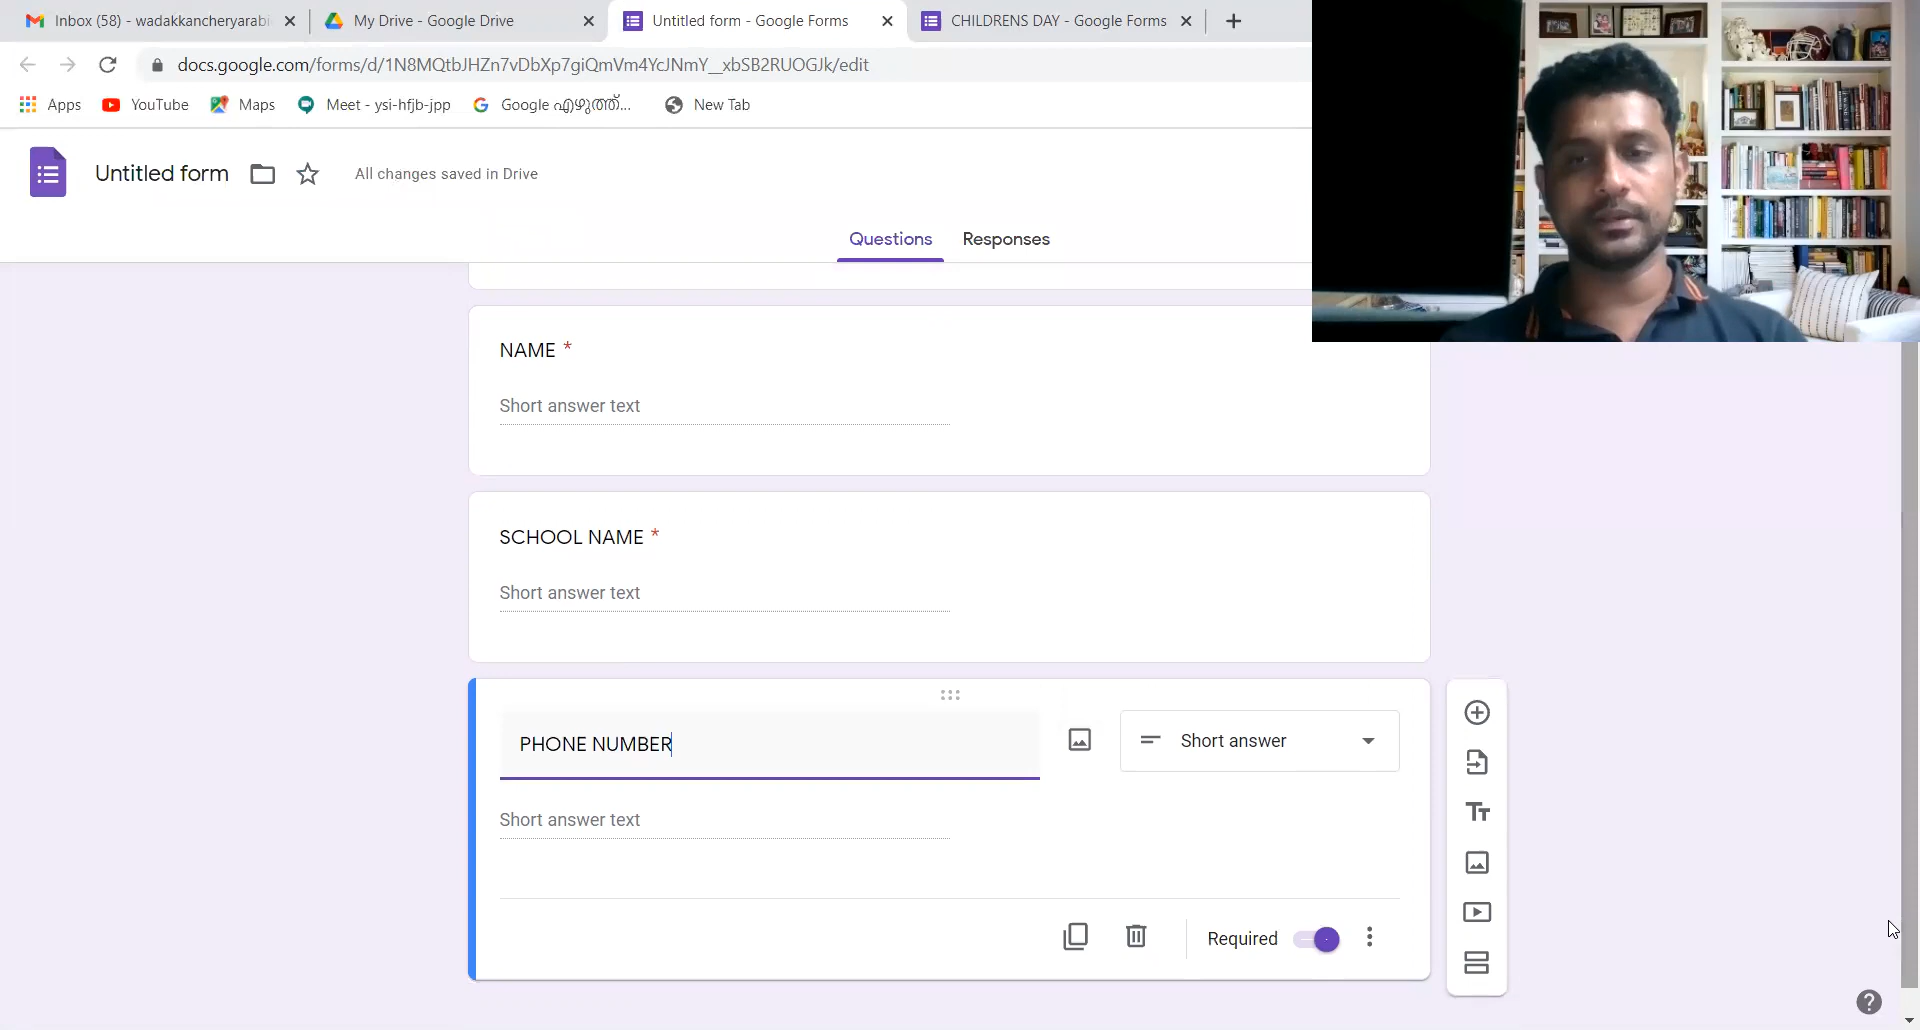 Inbox (58) - wadakkancheryarabi
My Drive - Google Drive
Untitled form - Google Forms
CHILDRENS DAY - Google Forms
docs.google.com/forms/d/1N8MQtbJHZn7vDbXp7giQmVm4YcJNmY__xbSB2RUOGJk/edit
Apps
YouTube
Maps
Meet - ysi-hfjb-jpp
Google എഴുത്ത്...
New Tab
Untitled form
All changes saved in Drive
Questions
Responses
NAME *
Short answer text
SCHOOL NAME *
Short answer text
PHONE NUMBER
Short answer
Short answer text
Required